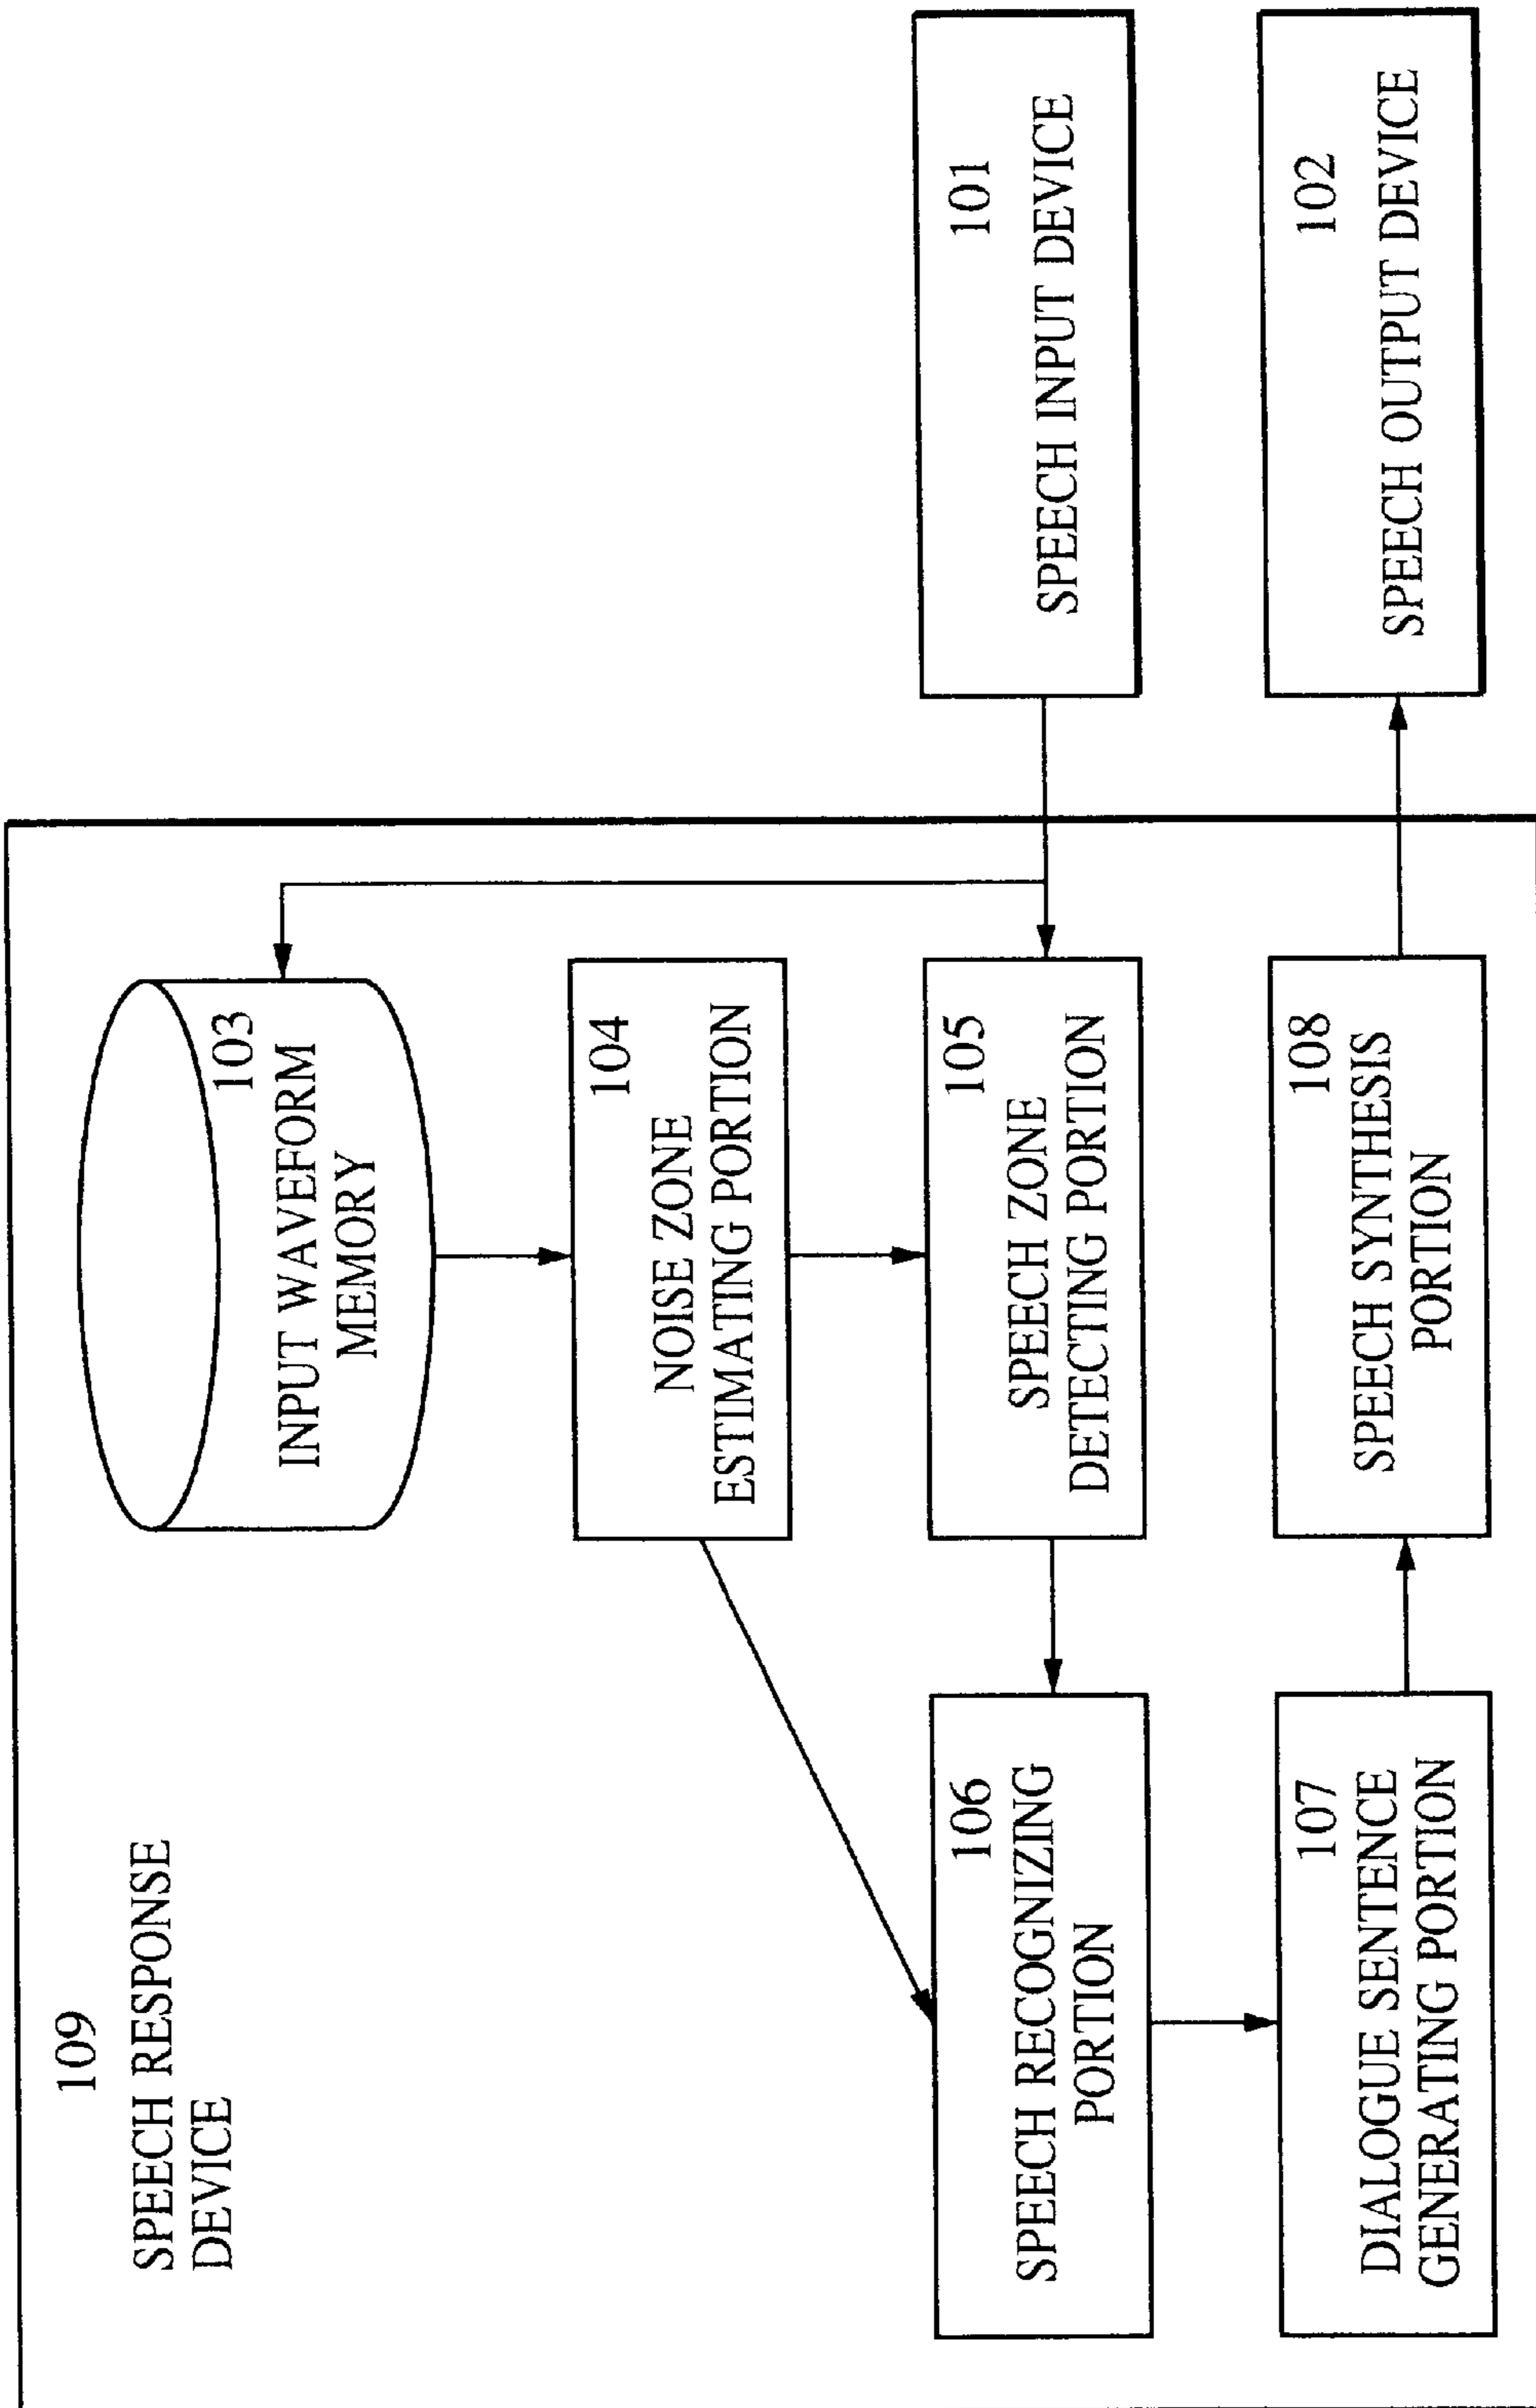 109
SPEECH RESPONSE
DEVICE
103
INPUT WAVEFORM
MEMORY
104
NOISE ZONE
ESTIMATING PORTION
106
SPEECH RECOGNIZING
PORTION
105
SPEECH ZONE
DETECTING PORTION
101
SPEECH INPUT DEVICE
107
DIALOGUE SENTENCE
GENERATING PORTION
108
SPEECH SYNTHESIS
PORTION
102
SPEECH OUTPUT DEVICE